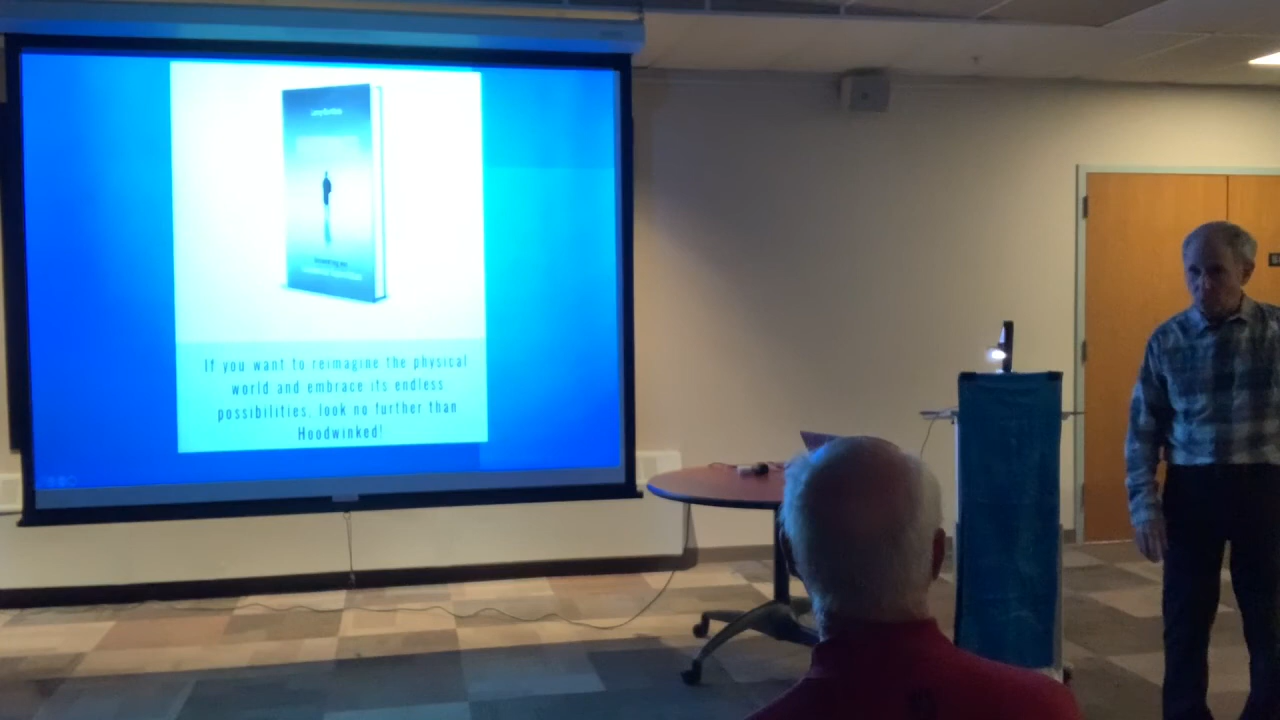 If you want to reimagine the physical
world and embrace its endless
possibilities, look no further than
Hoodwinked!